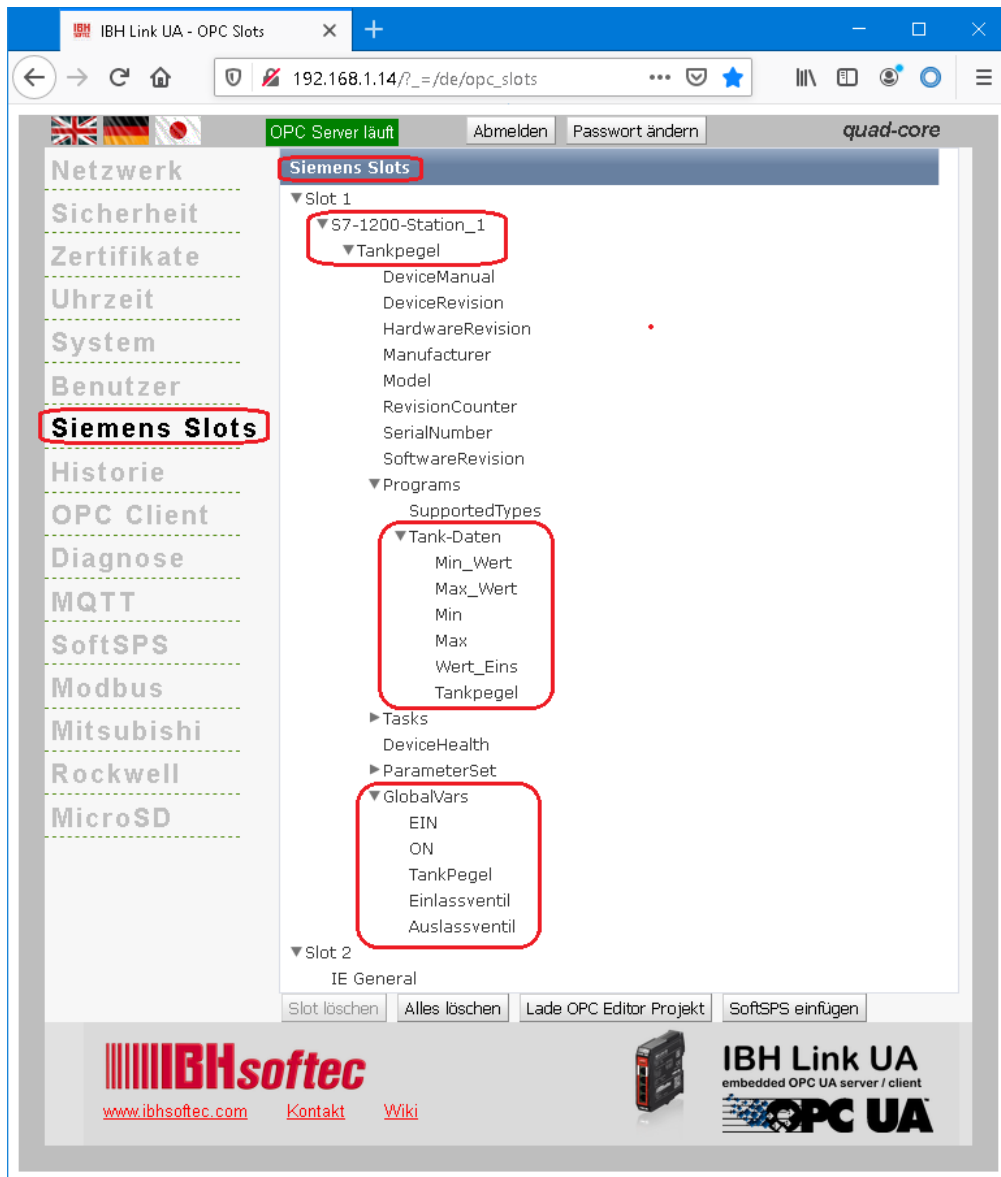 IBH Link UA - OPC Slots
192.168.1.14/?_=/de/opc_slots
OPC Server läuft Abmelden Passwort ändern quad-core
Netzwerk
Sicherheit
Zertifikate
Uhrzeit
System
Benutzer
Siemens Slots
Historie
OPC Client
Diagnose
MQTT
SoftSPS
Modbus
Mitsubishi
Rockwell
MicroSD
Siemens Slots
Slot 1
S7-1200-Station_1
Tankpegel
DeviceManual
DeviceRevision
HardwareRevision
Manufacturer
Model
RevisionCounter
SerialNumber
SoftwareRevision
Programs
SupportedTypes
Tank-Daten
Min_Wert
Max_Wert
Min
Max
Wert_Eins
Tankpegel
Tasks
DeviceHealth
ParameterSet
GlobalVars
EIN
ON
TankPegel
Einlassventil
Auslassventil
Slot 2
IE General
Slot löschen Alles löschen Lade OPC Editor Projekt SoftSPS einfügen
IBHsoftec
www.ibhsoftec.com Kontakt Wiki
IBH Link UA
embedded OPC UA server / client
OPC UA